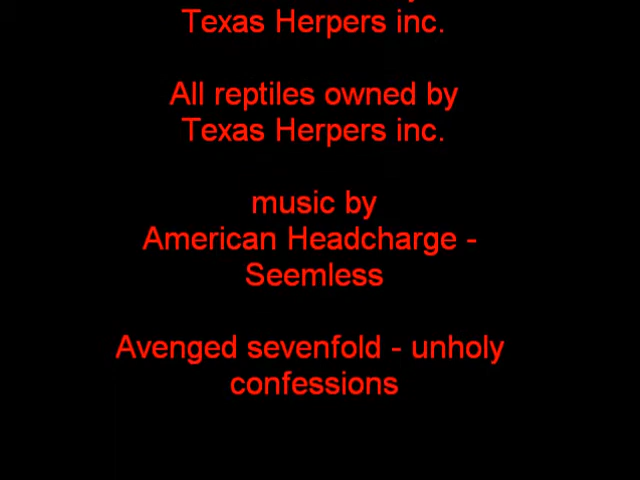 Texas Herpers inc.
All reptiles owned by
Texas Herpers inc.
music by
American Headcharge -
Seemless
Avenged sevenfold - unholy
confessions